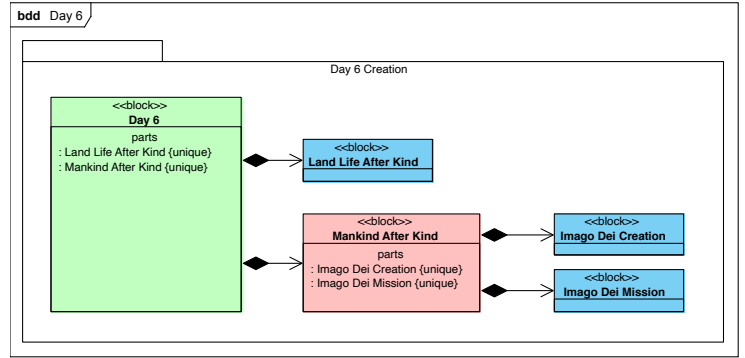 bdd Day 6
Day 6 Creation
<<block>>
Day 6
parts
: Land Life After Kind {unique}
: Mankind After Kind {unique}
<<block>>
Land Life After Kind
<<block>>
Mankind After Kind
parts
: Imago Dei Creation {unique}
: Imago Dei Mission {unique}
<<block>>
Imago Dei Creation
<<block>>
Imago Dei Mission